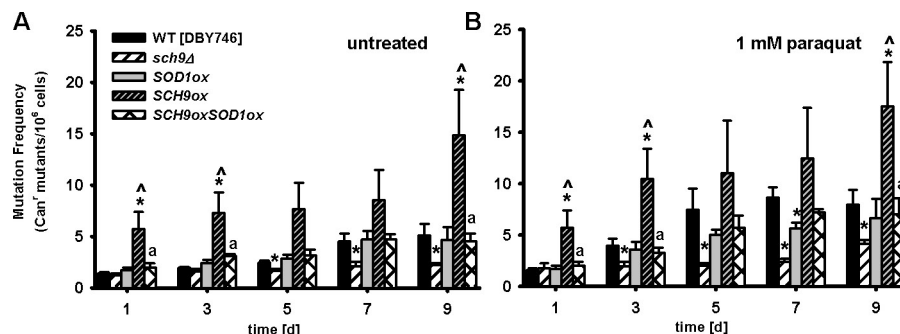 A
B
25
20
15
10
5
0
Mutation Frequency
(Canʳ mutants/10⁶ cells)
WT [DBY746]
sch9Δ
SOD1ox
SCH9ox
SCH9oxSOD1ox
untreated
^
*
a
^
*
a
*
*
^
*
*
a
1
3
5
7
9
time [d]
25
20
15
10
5
0
1 mM paraquat
^
*
a
^
*
*
a
*
*
*
^
*
*
a
1
3
5
7
9
time [d]